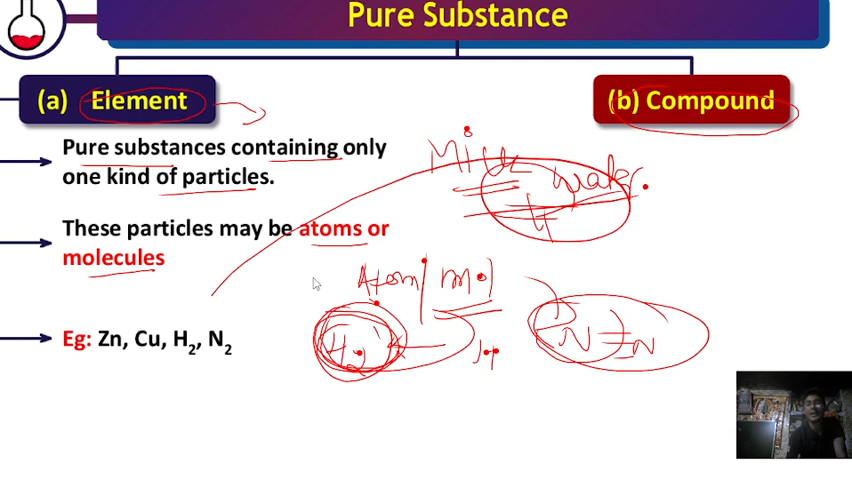 Pure Substance
(a) Element
(b) Compound
Pure substances containing only
one kind of particles.
Milk
water
These particles may be atoms or
molecules
Atom | mol
Eg: Zn, Cu, H2, N2
H2
N≡N